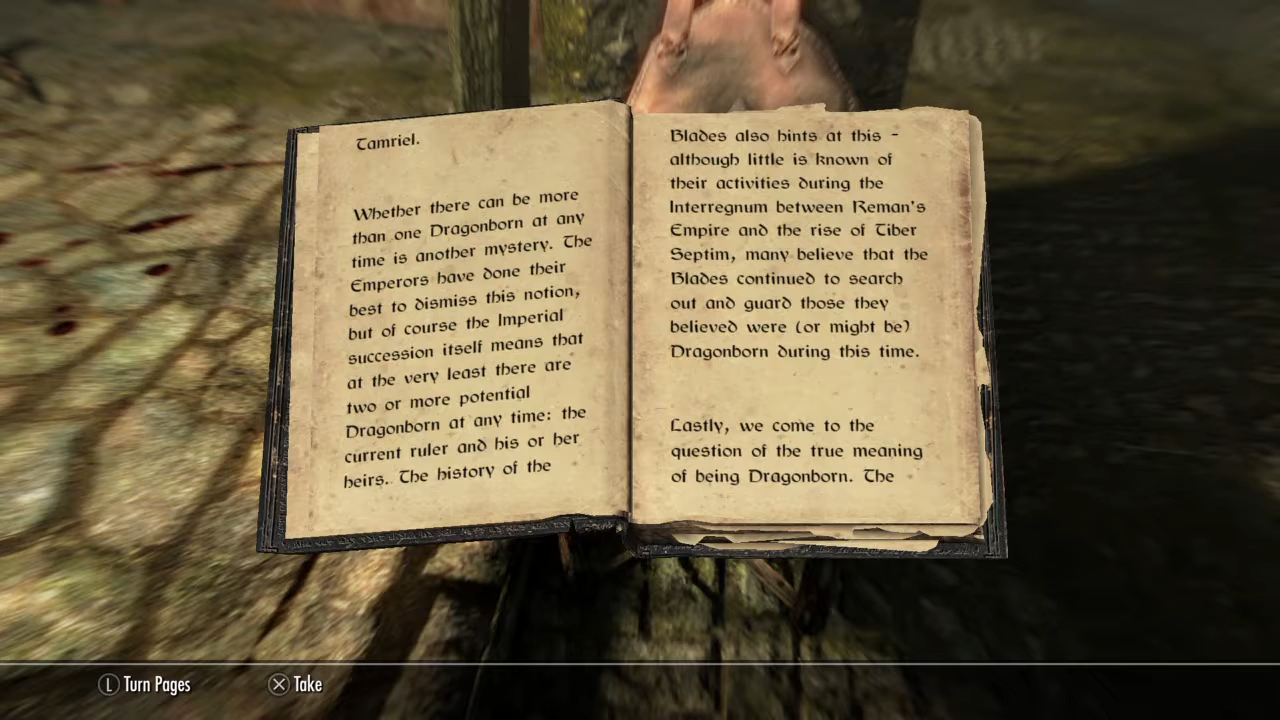 Tamriel.
Whether there can be more
than one Dragonborn at any
time is another mystery. The
Emperors have done their
best to dismiss this notion,
but of course the Imperial
succession itself means that
at the very least there are
two or more potential
Dragonborn at any time: the
current ruler and his or her
heirs. The history of the
Blades also hints at this -
although little is known of
their activities during the
Interregnum between Reman's
Empire and the rise of Tiber
Septim, many believe that the
Blades continued to search
out and guard those they
believed were (or might be)
Dragonborn during this time.
Lastly, we come to the
question of the true meaning
of being Dragonborn. The
L Turn Pages
X Take